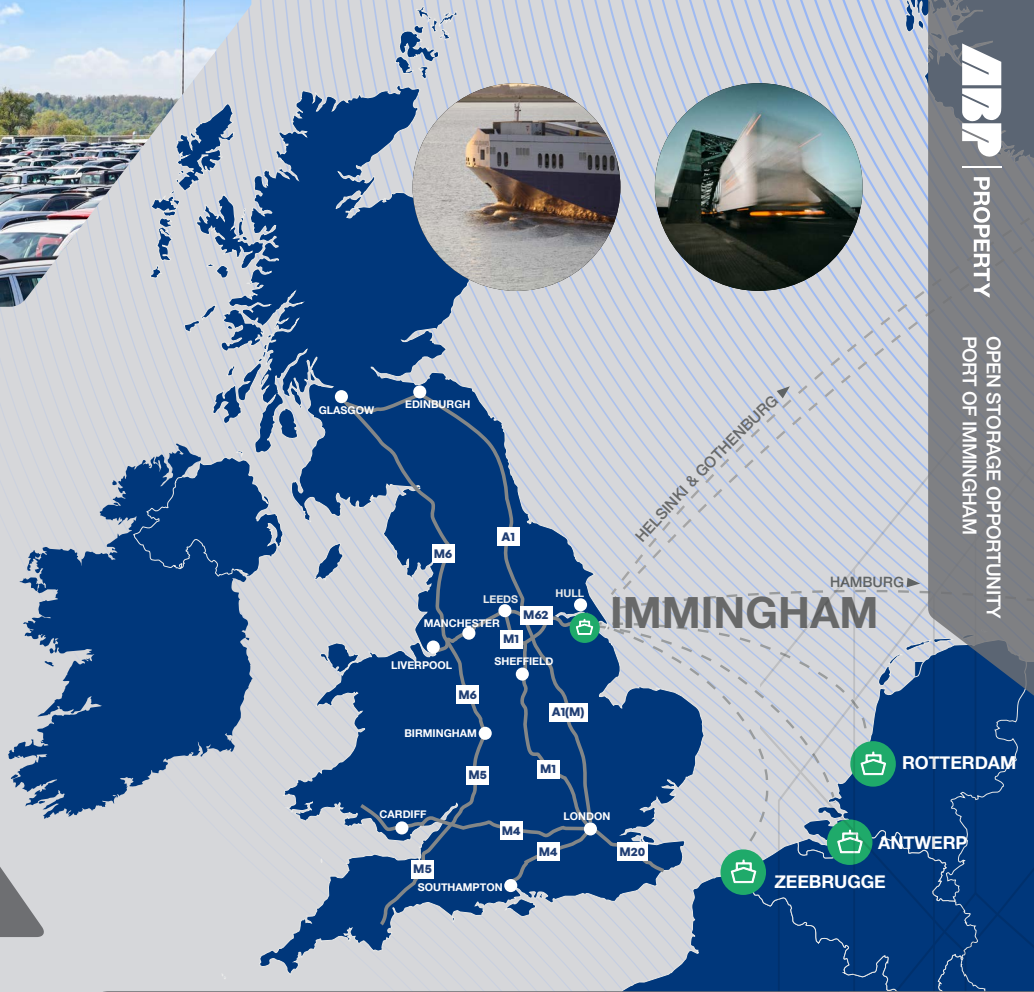 ABP | PROPERTY
OPEN STORAGE OPPORTUNITY
PORT OF IMMINGHAM
GLASGOW
EDINBURGH
HELSINKI & GOTHENBURG
A1
M6
HAMBURG
LEEDS
HULL
IMMINGHAM
M62
MANCHESTER
M1
LIVERPOOL
SHEFFIELD
M6
A1(M)
BIRMINGHAM
ROTTERDAM
M1
M5
CARDIFF
LONDON
M4
ANTWERP
M4
M20
M5
SOUTHAMPTON
ZEEBRUGGE